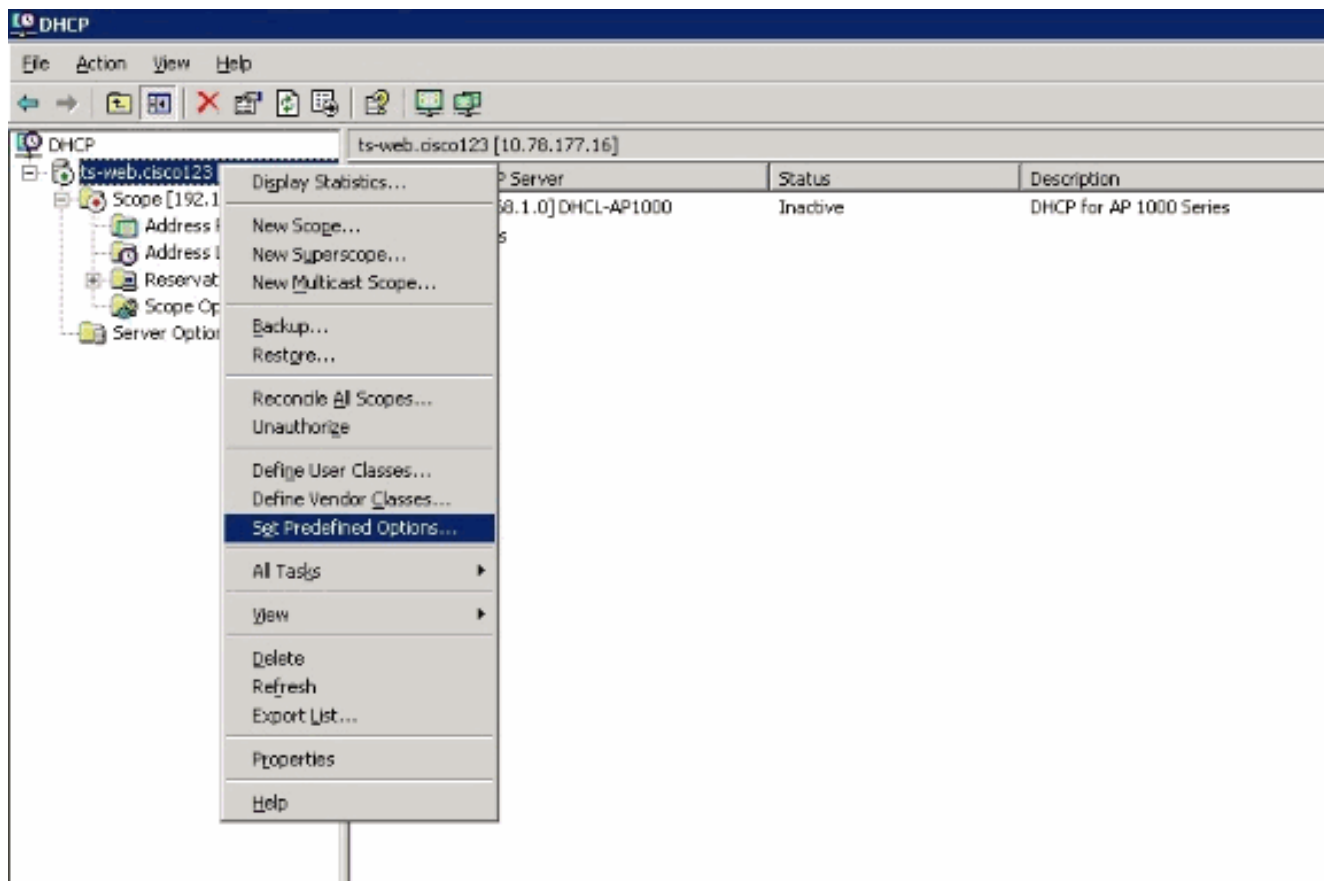 DHCP
File Action View Help
DHCP
ts-web.cisco123 [10.78.177.16]
ts-web.cisco123
P Server
Status
Description
Scope [192.1
68.1.0] DHCL-AP1000
Inactive
DHCP for AP 1000 Series
Address
s
Address
Reservat
Scope Op
Server Option
Display Statistics...
New Scope...
New Superscope...
New Multicast Scope...
Backup...
Restore...
Reconcile All Scopes...
Unauthorize
Define User Classes...
Define Vendor Classes...
Set Predefined Options...
All Tasks
View
Delete
Refresh
Export List...
Properties
Help